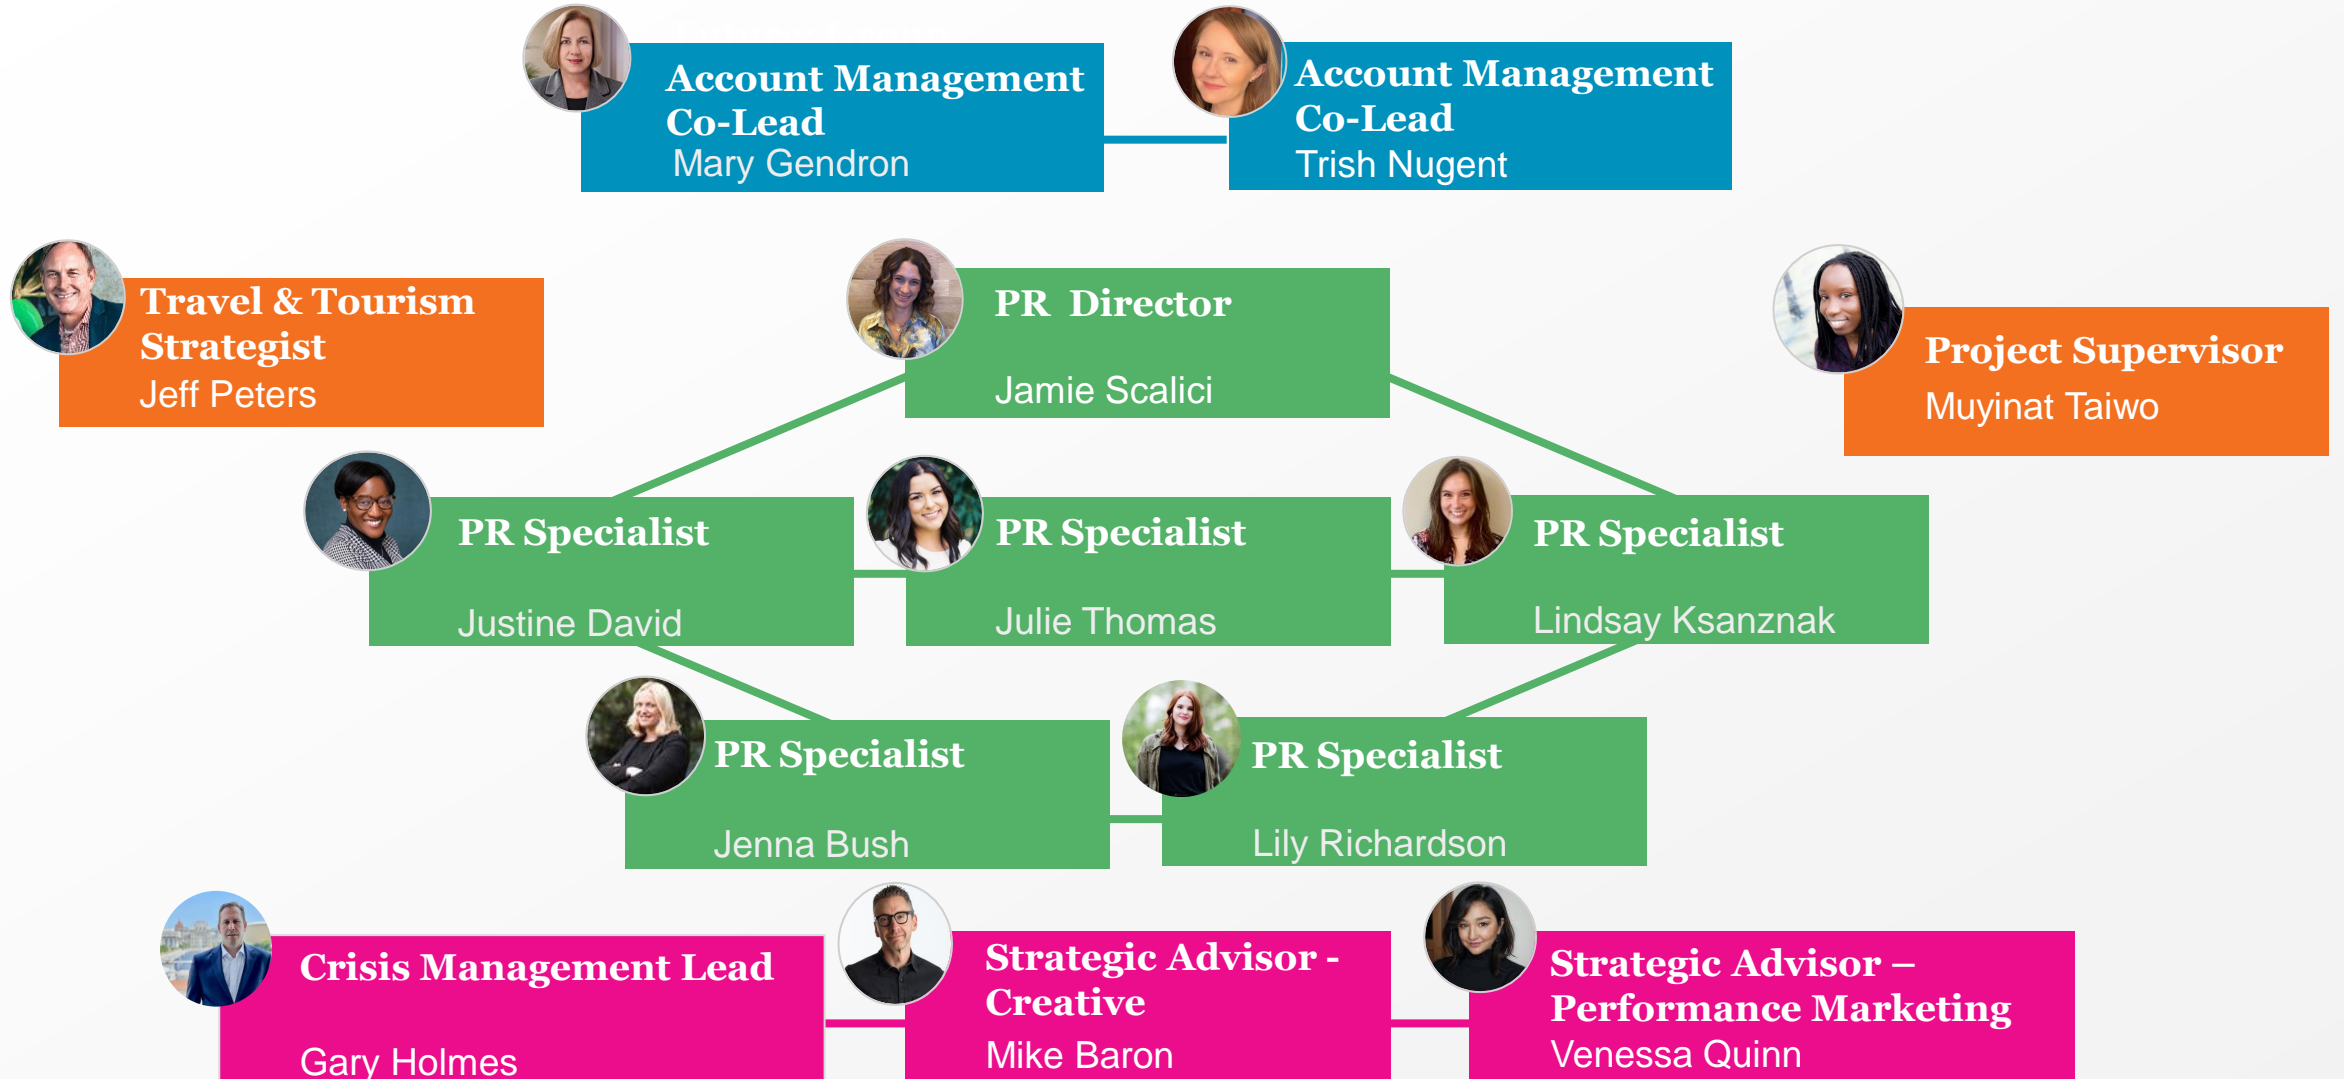 Account Management
Co-Lead
Mary Gendron
Account Management
Co-Lead
Trish Nugent
Travel & Tourism
Strategist
Jeff Peters
PR  Director
Jamie Scalici
Project Supervisor
Muyinat Taiwo
PR Specialist
Justine David
PR Specialist
Julie Thomas
PR Specialist
Lindsay Ksanznak
PR Specialist
Jenna Bush
PR Specialist
Lily Richardson
Crisis Management Lead
Gary Holmes
Strategic Advisor -
Creative
Mike Baron
Strategic Advisor –
Performance Marketing
Venessa Quinn